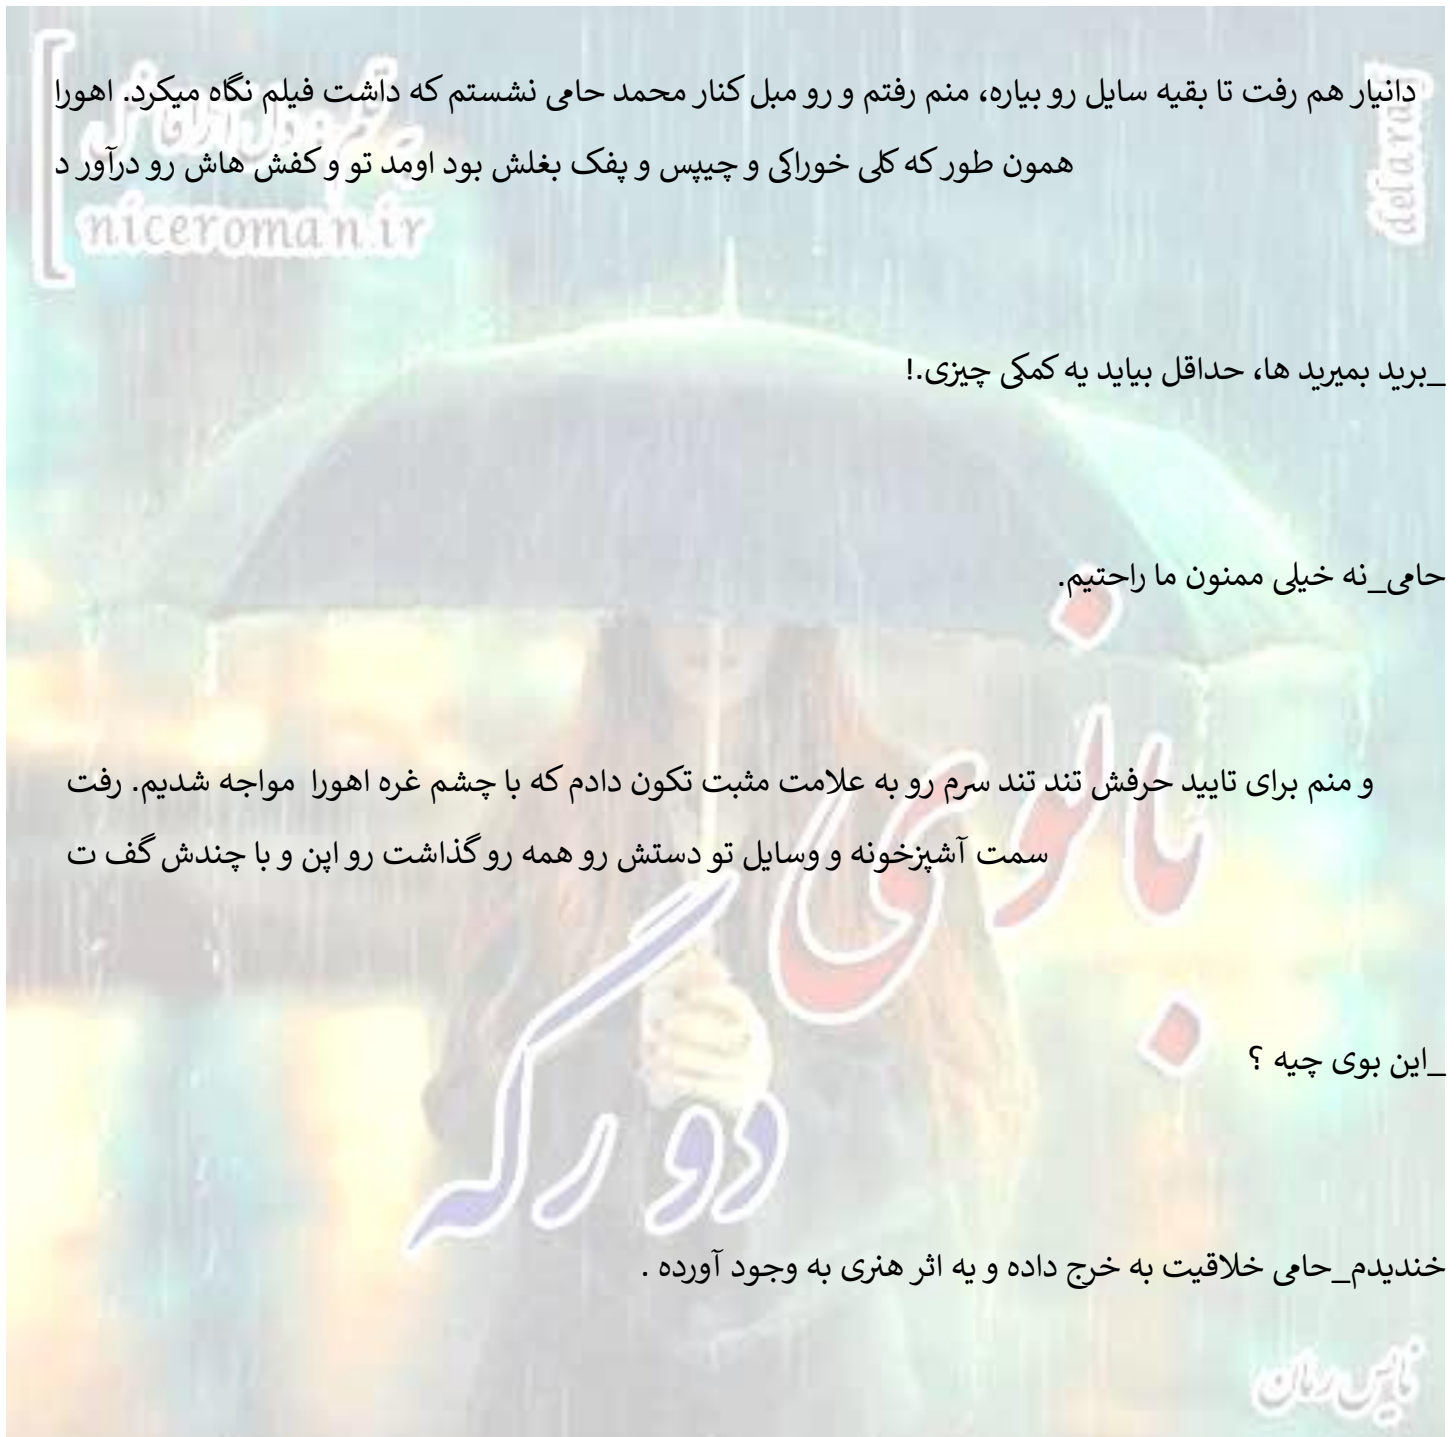 دانیار هم رفت تا بقیه سایل رو بیاره، منم رفتم و رو مبل کنار محمد حامی نشستم که داشت فیلم نگاه میکرد. اهورا
همون طور که کلی خوراکی و چیپس و پفک بغلش بود اومد تو و کفش هاش رو درآور د
niceroman.ir
delaraj
_برید بمیرید ها، حداقل بیاید یه کمکی چیزی.!
حامی_نه خیلی ممنون ما راحتیم.
و منم برای تایید حرفش تند تند سرم رو به علامت مثبت تکون دادم که با چشم غره اهورا مواجه شدیم. رفت
سمت آشپزخونه و وسایل تو دستش رو همه رو گذاشت رو اپن و با چندش گف ت
بانوی
دو رگه
_این بوی چیه ؟
خندیدم_حامی خلاقیت به خرج داده و یه اثر هنری به وجود آورده .
نایس رمان